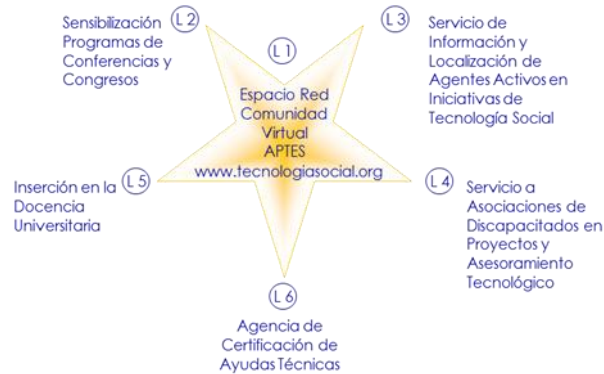 L 2
Sensibilización
Programas de
Conferencias y
Congresos
L 1
Espacio Red
Comunidad
Virtual
APTES
www.tecnologiasocial.org
L 3
Servicio de
Información y
Localización de
Agentes Activos en
Iniciativas de
Tecnología Social
L 5
Inserción en la
Docencia
Universitaria
L 4
Servicio a
Asociaciones de
Discapacitados en
Proyectos y
Asesoramiento
Tecnológico
L 6
Agencia de
Certificación de
Ayudas Técnicas